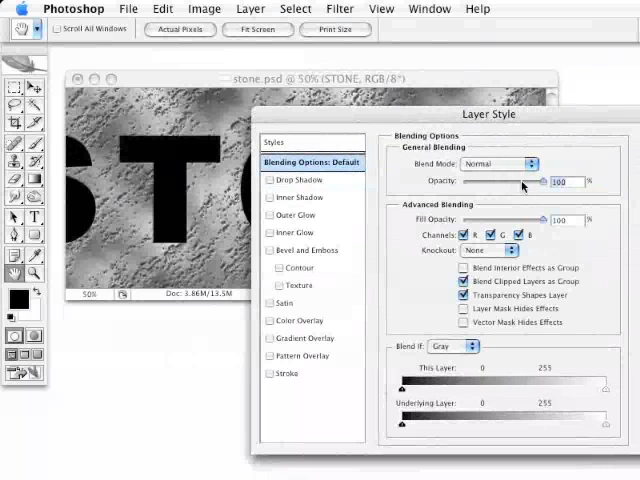 Photoshop File Edit Image Layer Select Filter View Window Help
Scroll All Windows Actual Pixels Fit Screen Print Size
stone.psd @ 50% (STONE, RGB/8*)
STO
50% Doc: 3.86M/13.5M
Layer Style
Styles
Blending Options: Default
Drop Shadow
Inner Shadow
Outer Glow
Inner Glow
Bevel and Emboss
Contour
Texture
Satin
Color Overlay
Gradient Overlay
Pattern Overlay
Stroke
Blending Options
General Blending
Blend Mode: Normal
Opacity: 100 %
Advanced Blending
Fill Opacity: 100 %
Channels: R G B
Knockout: None
Blend Interior Effects as Group
Blend Clipped Layers as Group
Transparency Shapes Layer
Layer Mask Hides Effects
Vector Mask Hides Effects
Blend If: Gray
This Layer: 0 255
Underlying Layer: 0 255